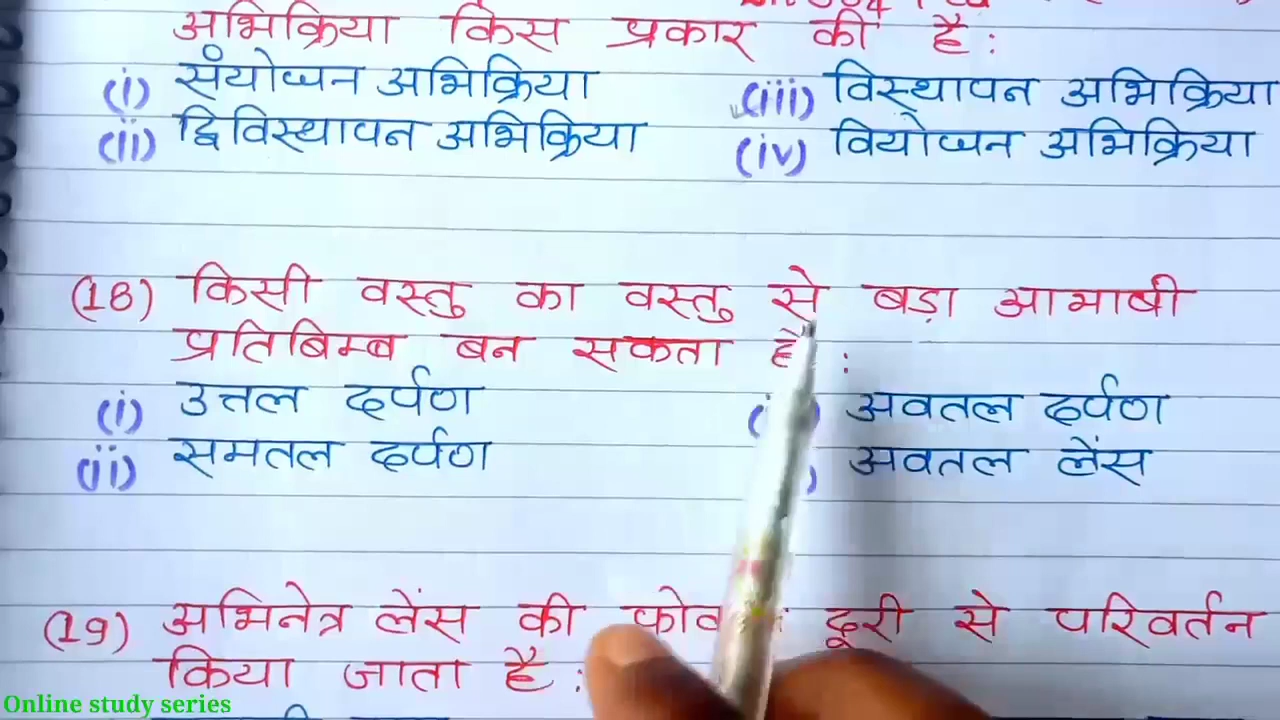 अभिक्रिया किस प्रकार की है:
(i) संयोजन अभिक्रिया (iii) विस्थापन अभिक्रिया
(ii) द्विविस्थापन अभिक्रिया (iv) वियोजन अभिक्रिया
(18) किसी वस्तु का वस्तु से बड़ा आभाषी
प्रतिबिम्ब बन सकता है :
(i) उत्तल दर्पण अवतल दर्पण
(ii) समतल दर्पण अवतल लेंस
(19) अभिनेत्र लेंस की दूरी से परिवर्तन
किया जाता है :
Online study series